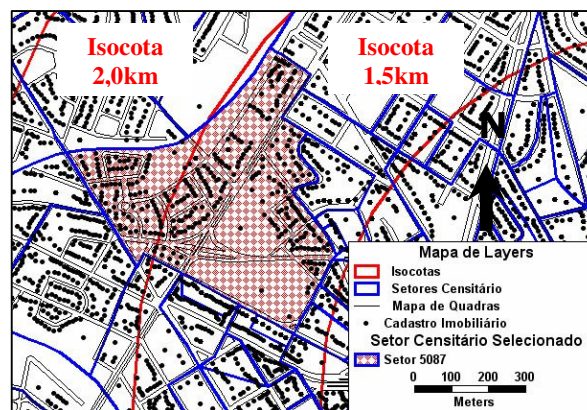 Isocota
2,0km
Isocota
1,5km
N
Mapa de Layers
Isocotas
Setores Censitário
Mapa de Quadras
Cadastro Imobiliário
Setor Censitário Selecionado
Setor 5087
0 100 200 300
Meters